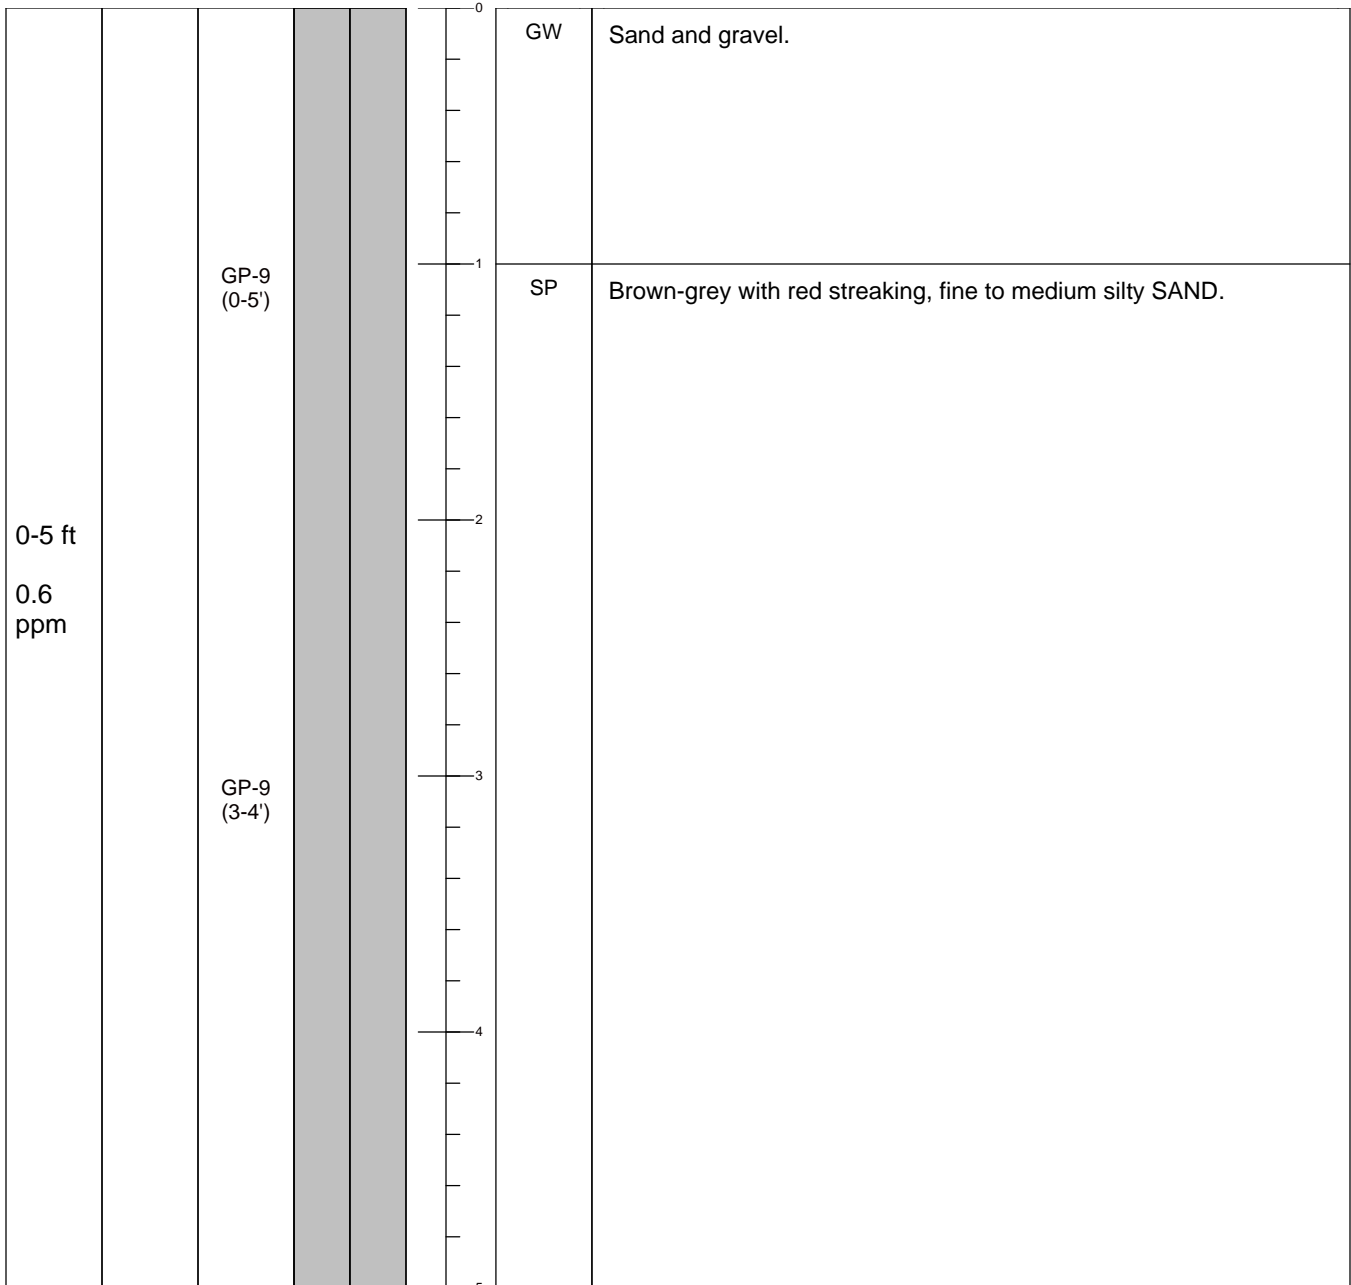 0
GW
Sand and gravel.
1
GP-9
(0-5')
SP
Brown-grey with red streaking, fine to medium silty SAND.
2
0-5 ft
0.6
ppm
3
GP-9
(3-4')
4
5